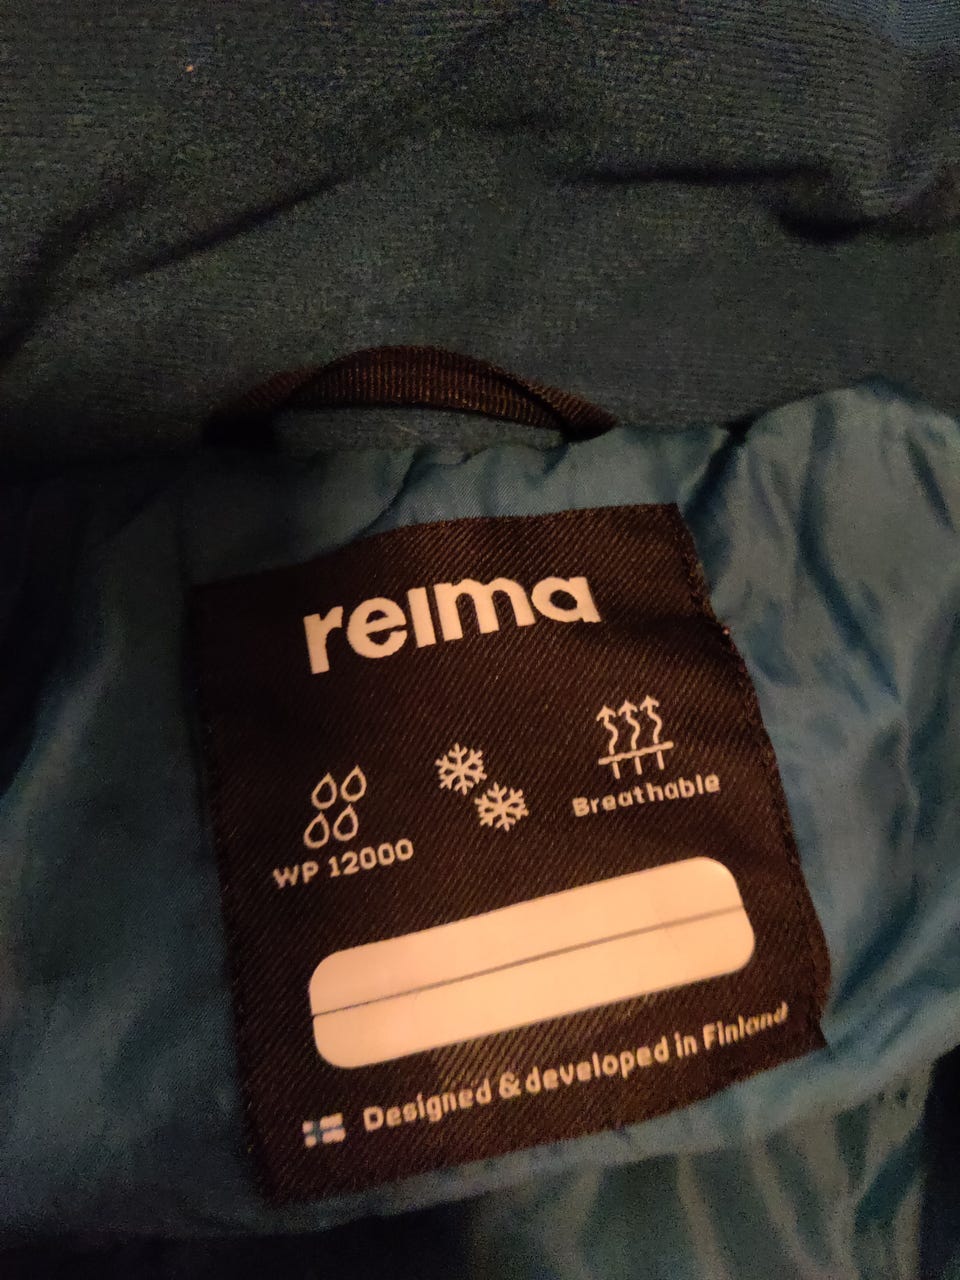 reima
WP 12000
Breathable
Designed & developed in Finland